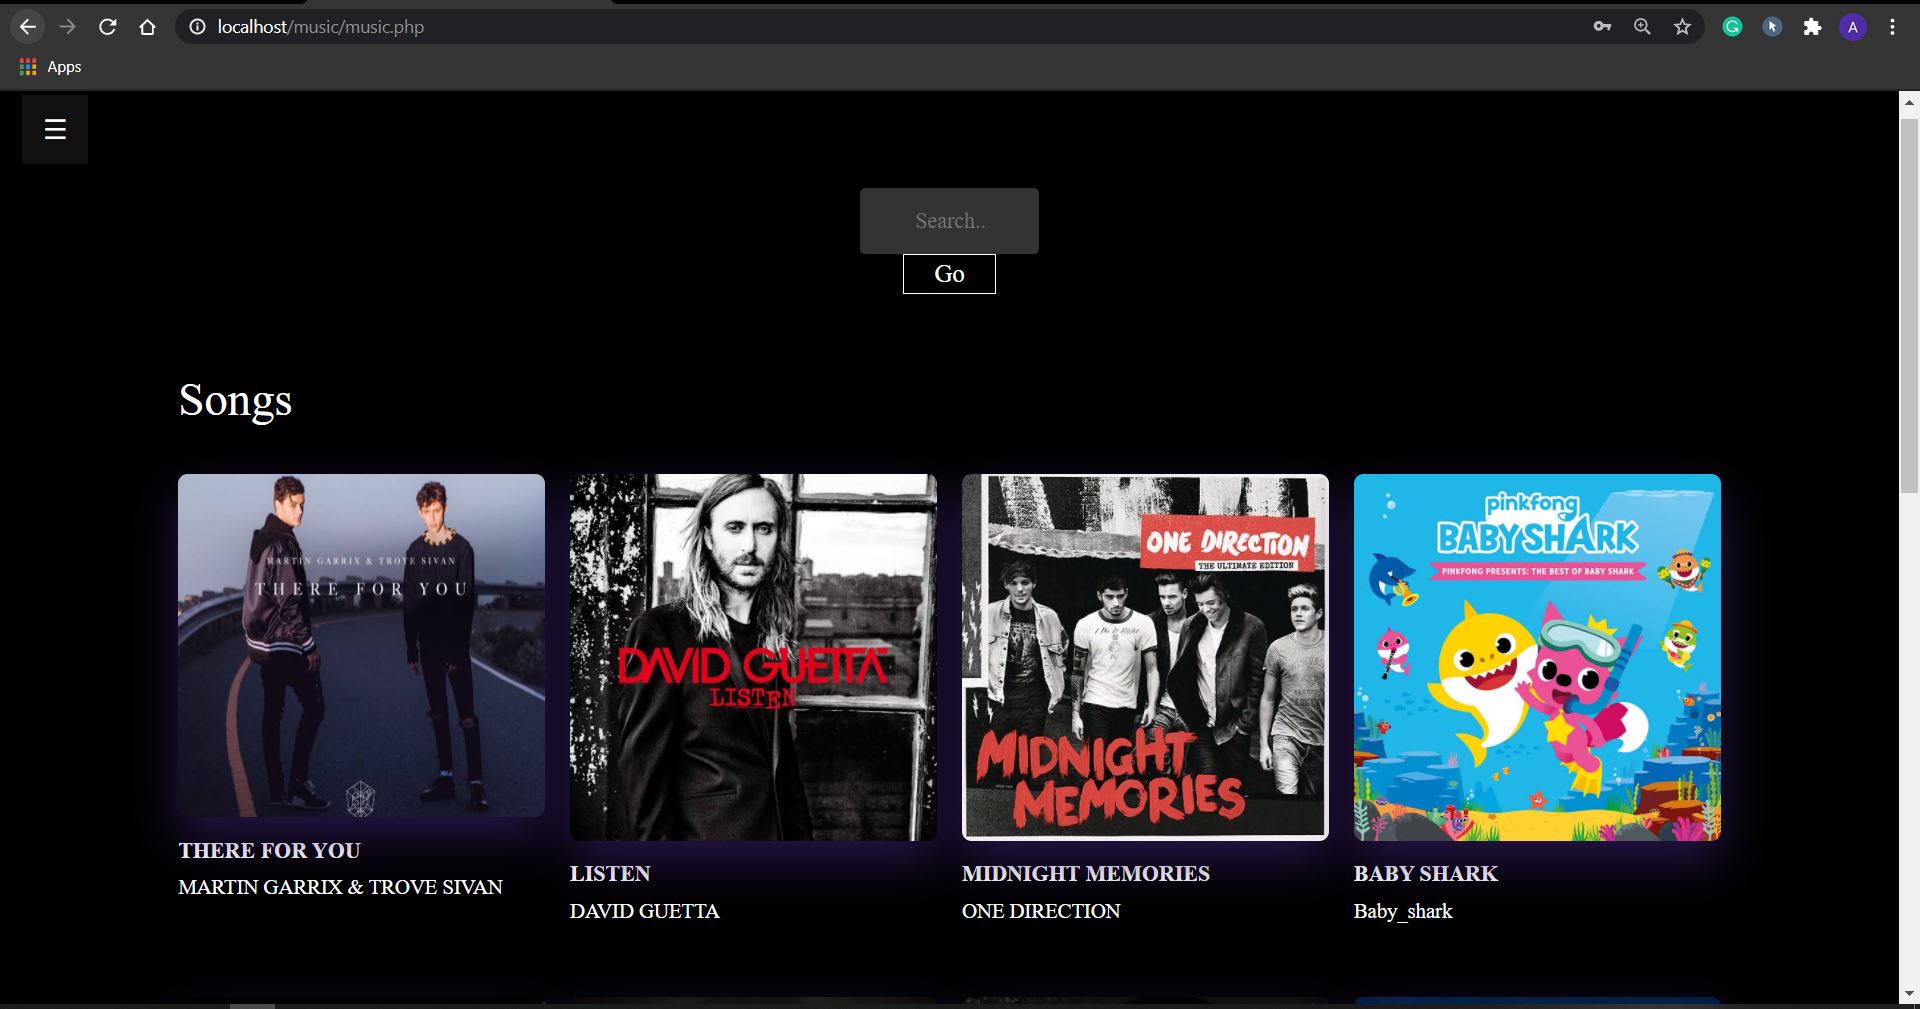 localhost/music/music.php
A
Apps
☰
Search..
Go
Songs
MARTIN GARRIX & TROYE SIVAN
THERE FOR YOU
DAVID GUETTA
LISTEN
ONE DIRECTION
THE ULTIMATE EDITION
MIDNIGHT
MEMORIES
pinkfong
BABY SHARK
PINKFONG PRESENTS: THE BEST OF BABY SHARK
THERE FOR YOU
MARTIN GARRIX & TROVE SIVAN
LISTEN
DAVID GUETTA
MIDNIGHT MEMORIES
ONE DIRECTION
BABY SHARK
Baby_shark